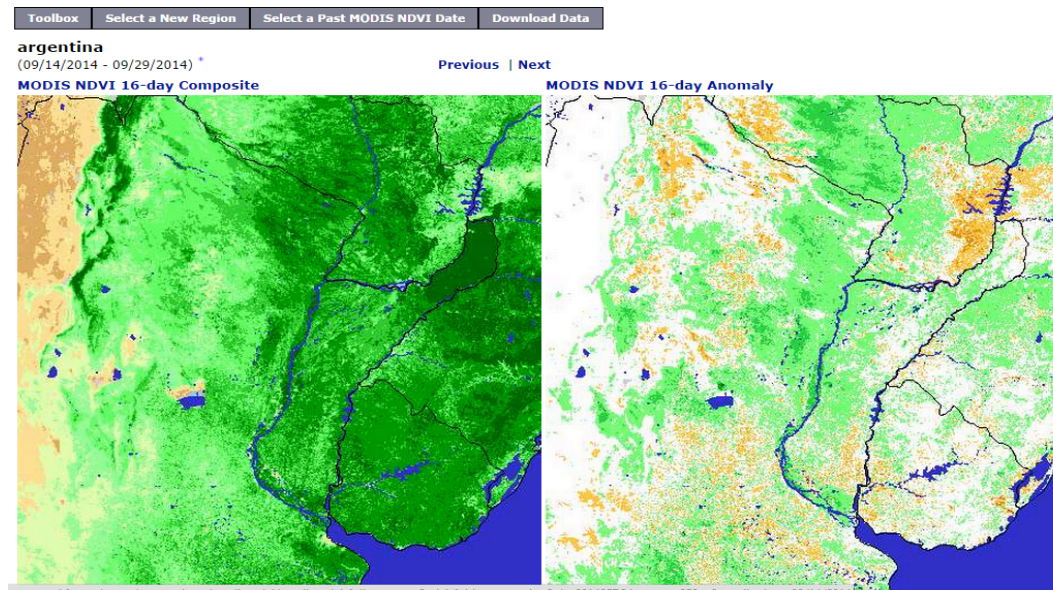 Toolbox Select a New Region Select a Past MODIS NDVI Date Download Data
argentina
(09/14/2014 - 09/29/2014) *
Previous | Next
MODIS NDVI 16-day Composite
MODIS NDVI 16-day Anomaly